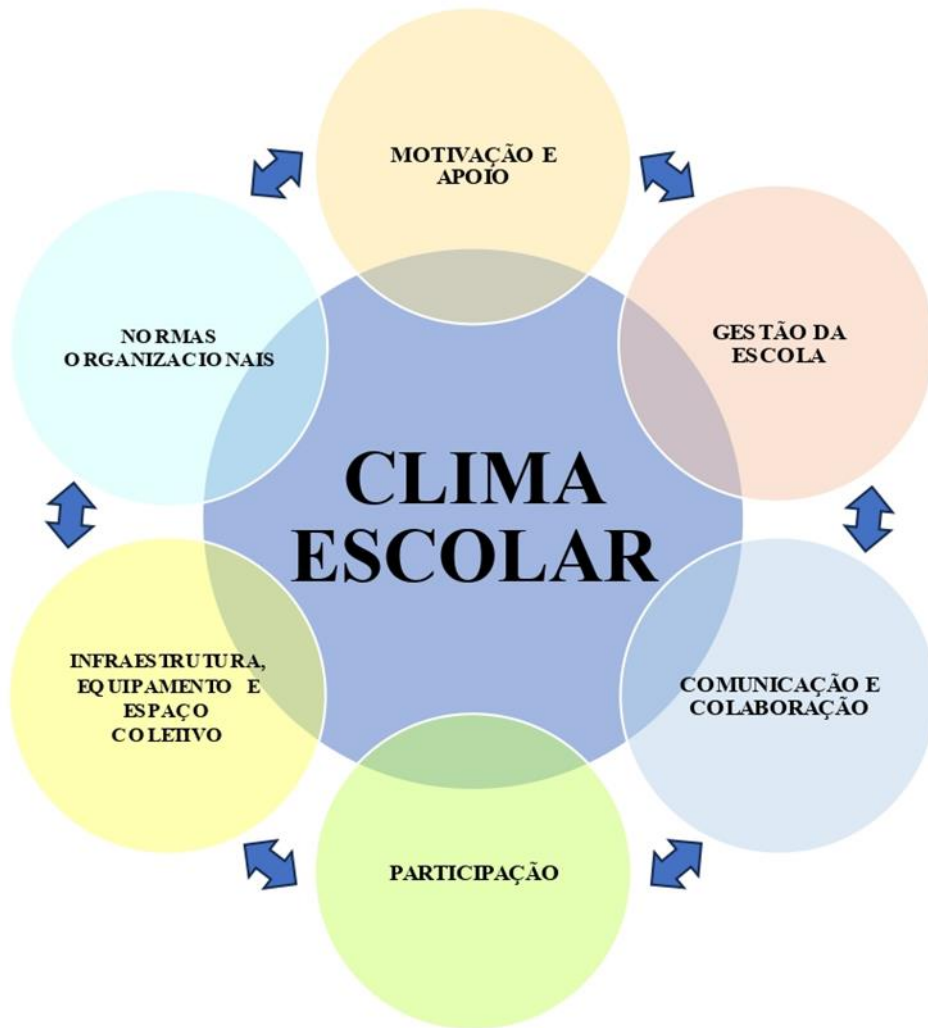 MOTIVAÇÃO E
APOIO
NORMAS
ORGANIZACIONAIS
GESTÃO DA
ESCOLA
CLIMA
ESCOLAR
INFRAESTRUTURA,
EQUIPAMENTO E
ESPAÇO
COLETIVO
COMUNICAÇÃO E
COLABORAÇÃO
PARTICIPAÇÃO